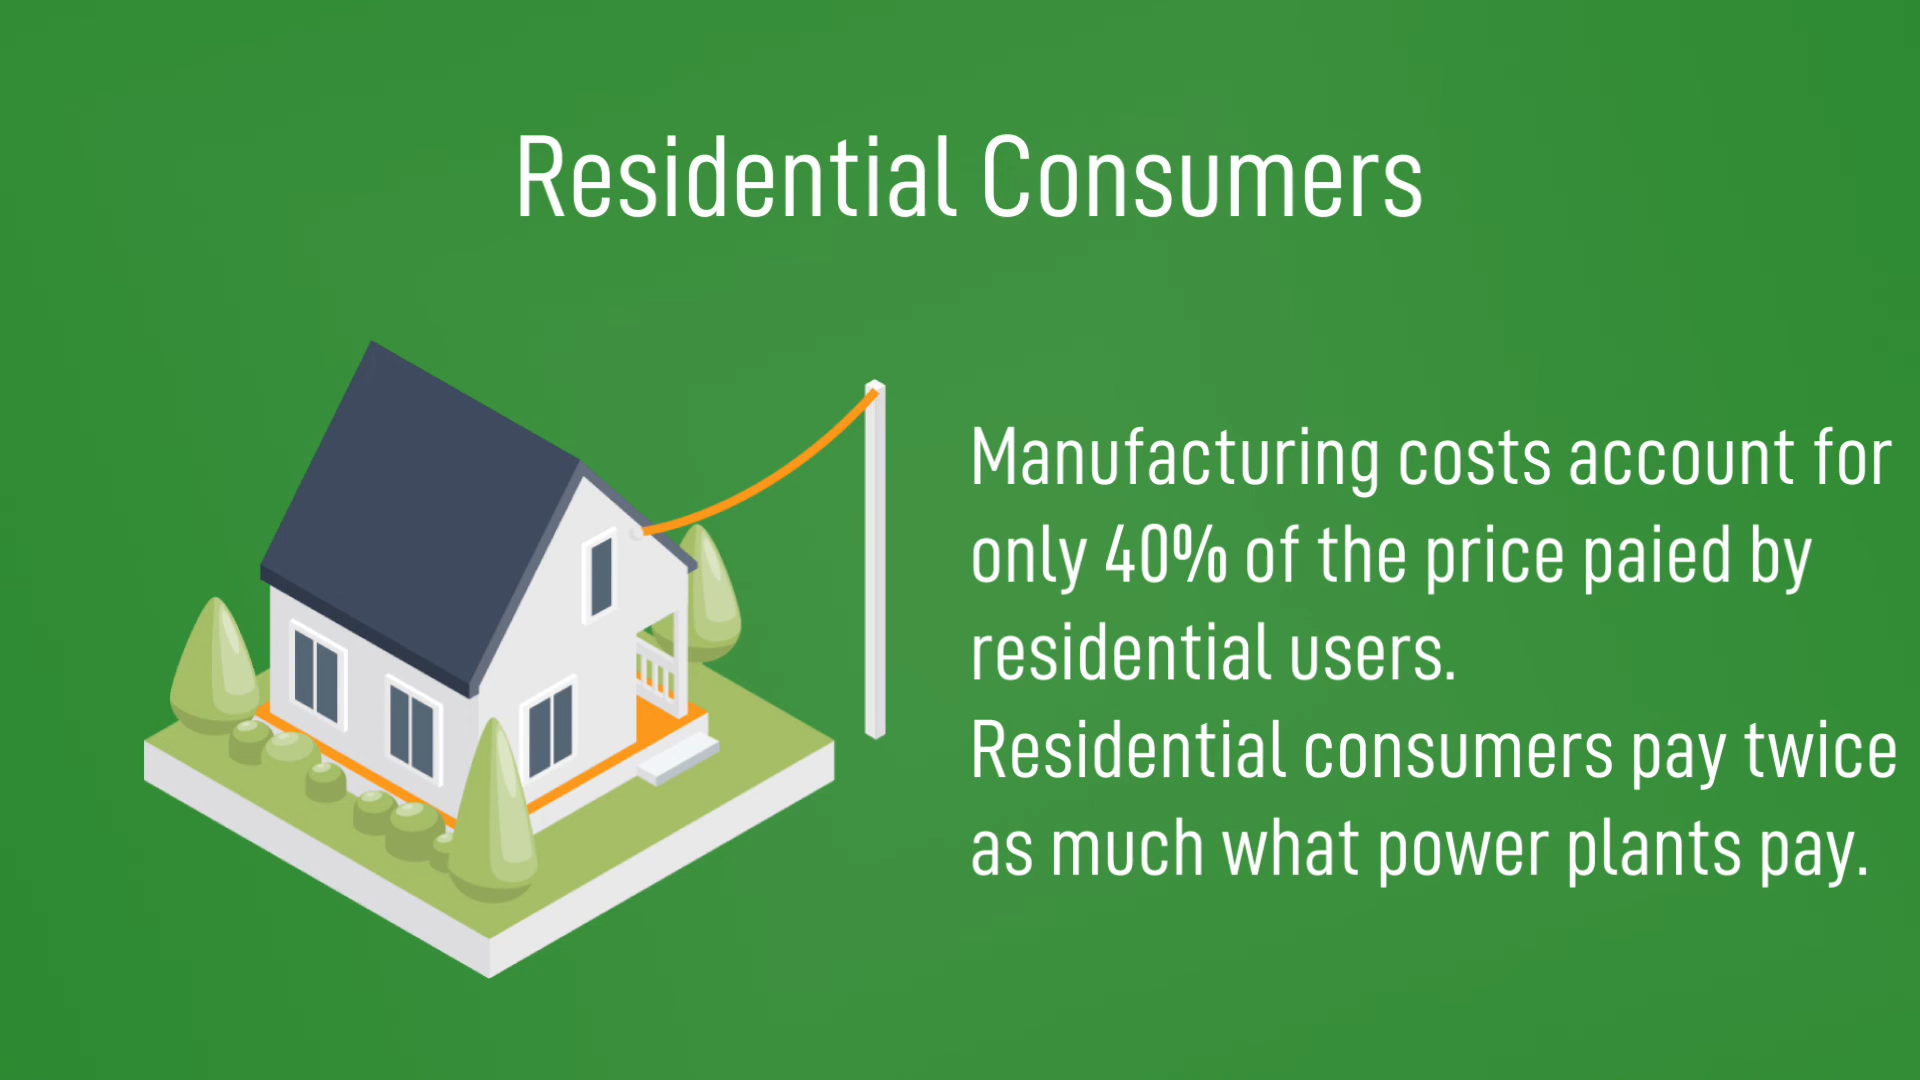 Residential Consumers
Manufacturing costs account for
only 40% of the price paied by
residential users.
Residential consumers pay twice
as much what power plants pay.